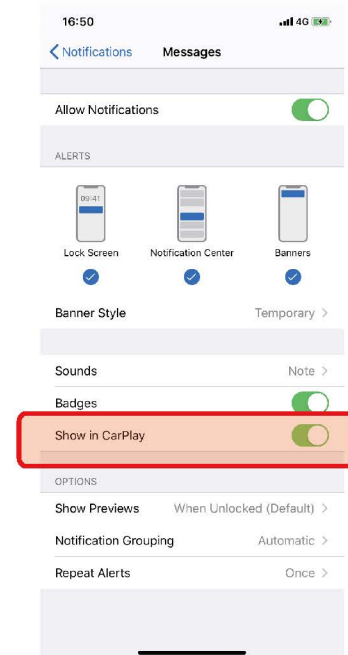 16:50 4G
Notifications Messages
Allow Notifications
ALERTS
09:41
Lock Screen Notification Center Banners
Banner Style Temporary
Sounds Note
Badges
Show in CarPlay
OPTIONS
Show Previews When Unlocked (Default)
Notification Grouping Automatic
Repeat Alerts Once